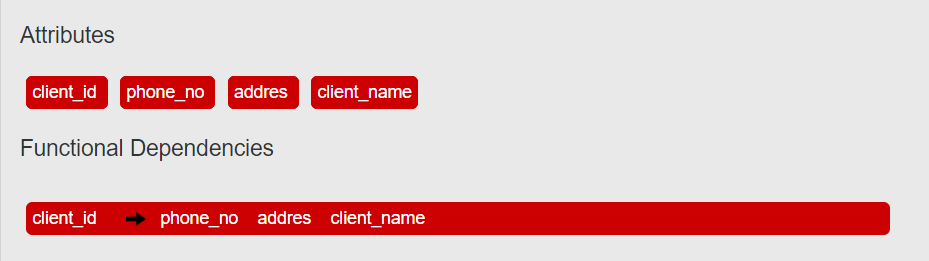 Attributes
client_id phone_no addres client_name
Functional Dependencies
client_id → phone_no addres client_name